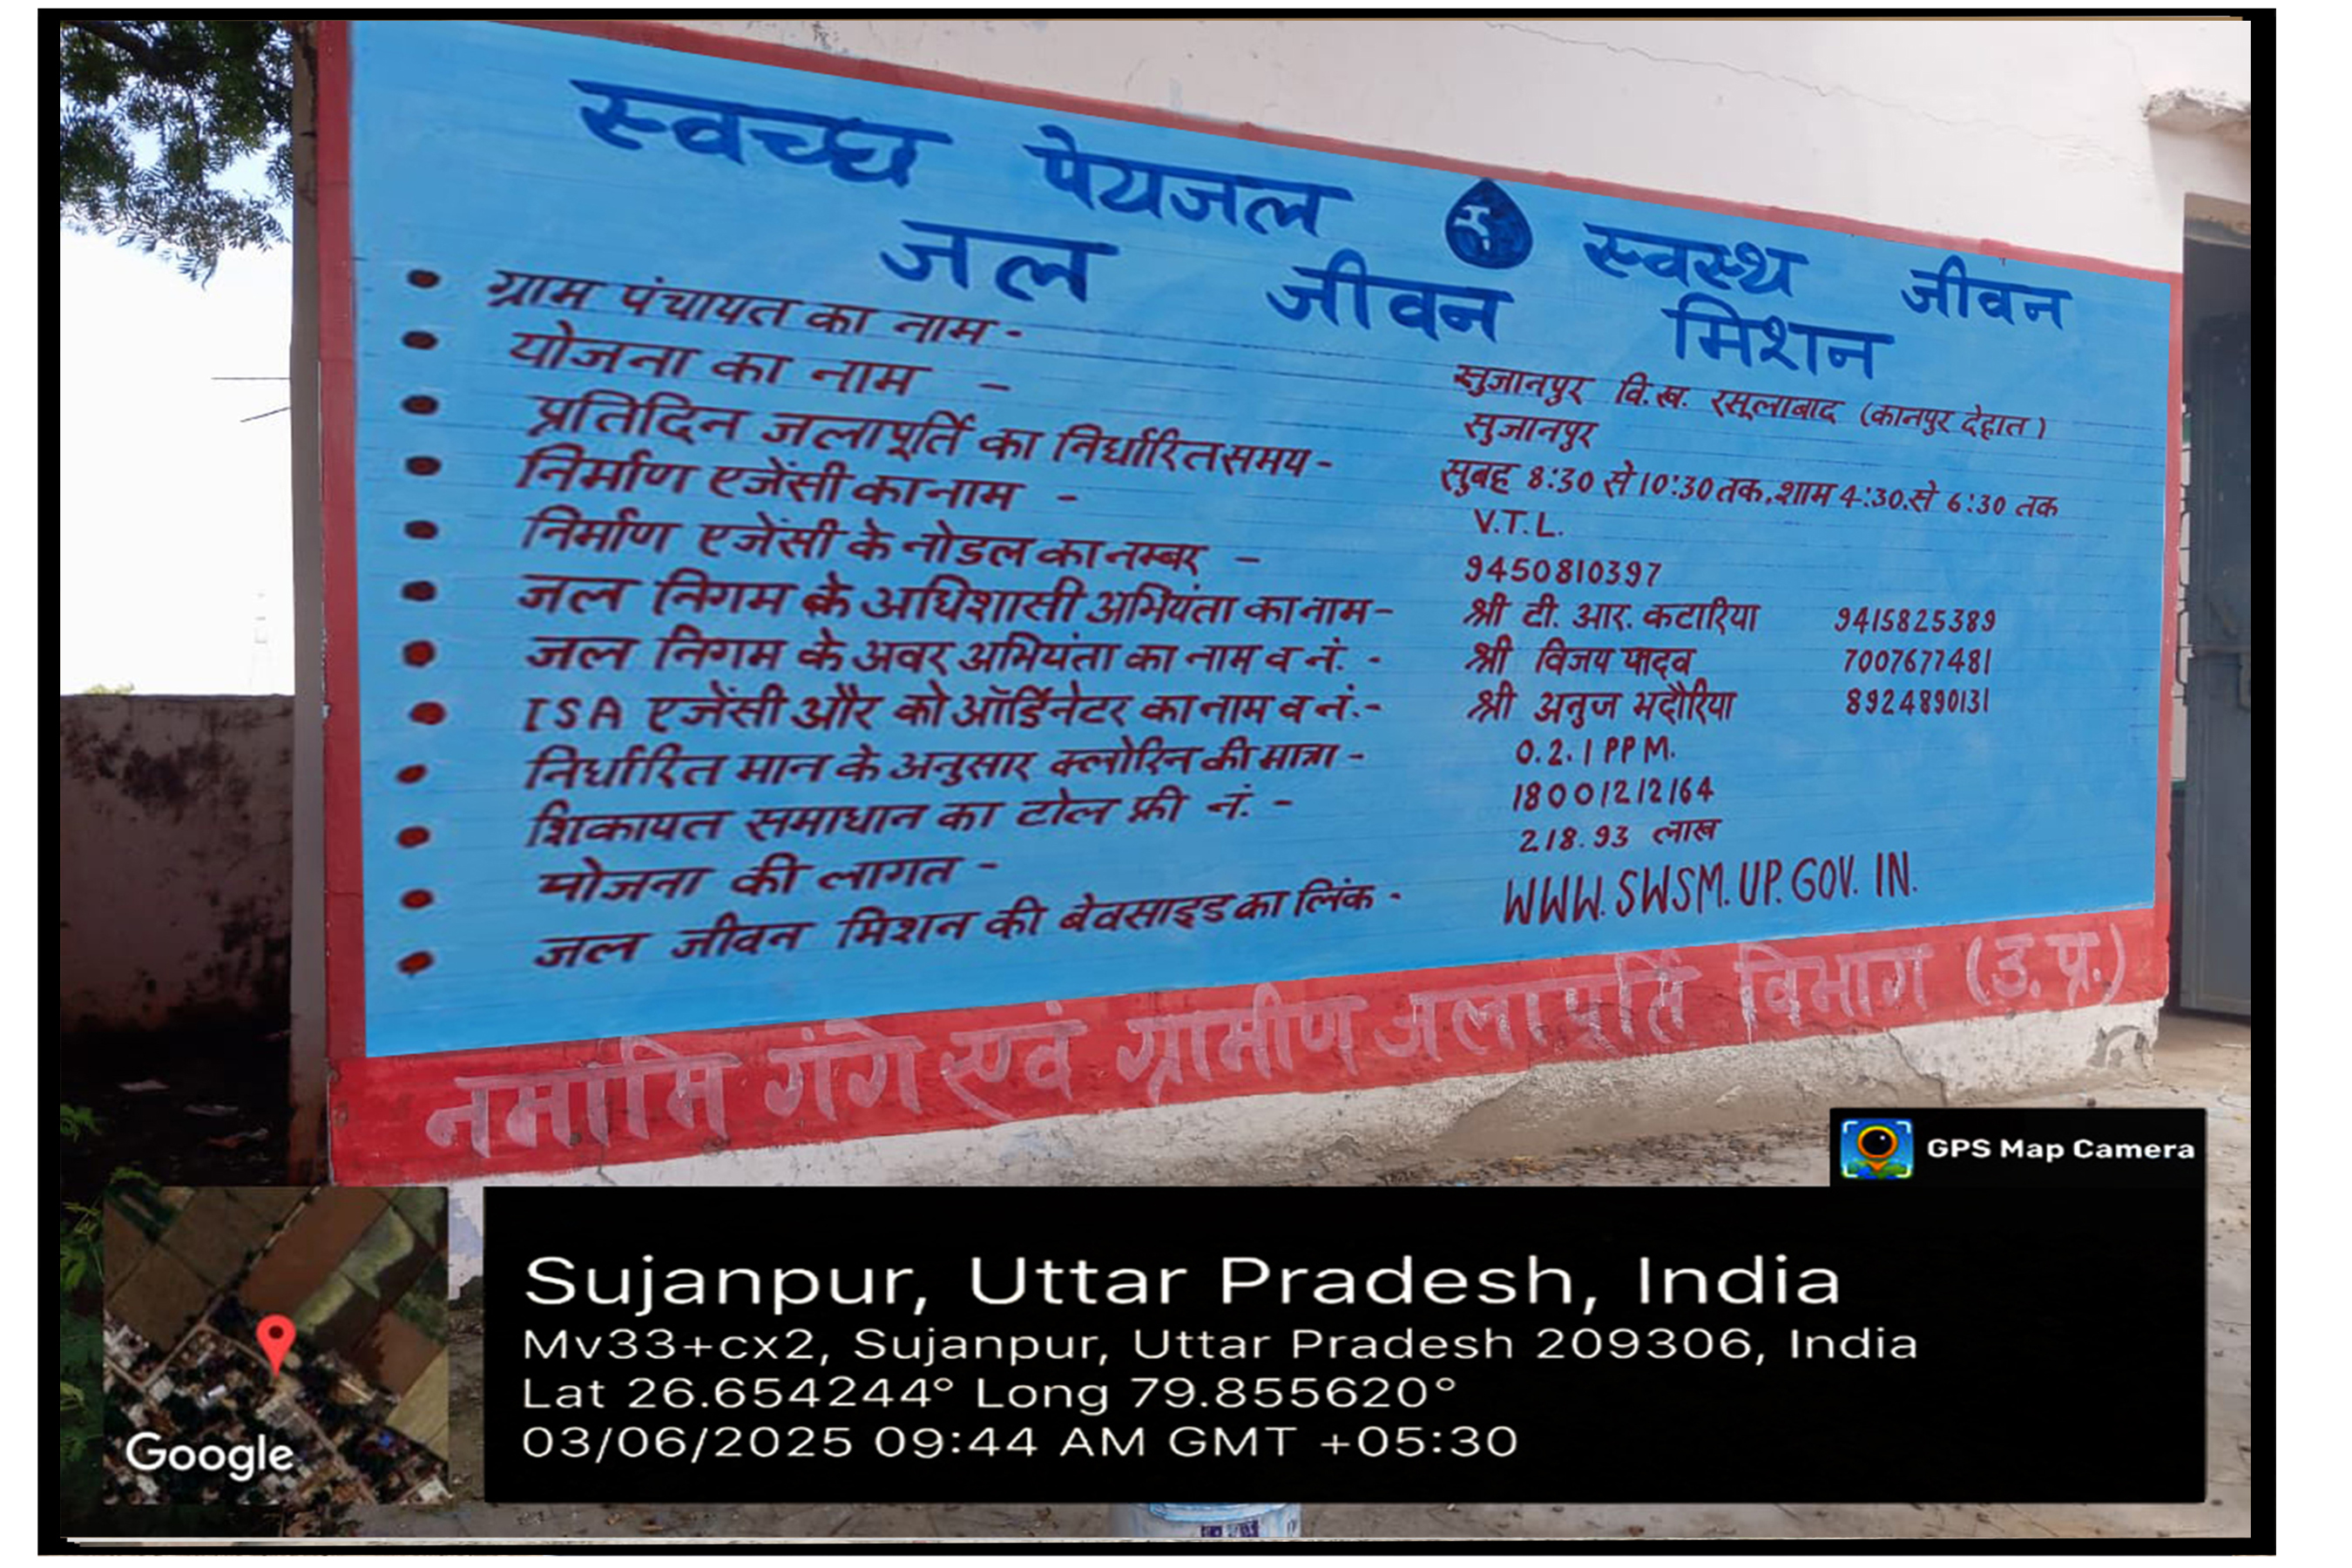 स्वच्छ पेयजल स्वस्थ जीवन
जल जीवन मिशन
• ग्राम पंचायत का नाम - सुजानपुर वि.ख. रसूलाबाद (कानपुर देहात)
• योजना का नाम - सुजानपुर
• प्रतिदिन जलापूर्ति का निर्धारित समय - सुबह 8:30 से 10:30 तक, शाम 4:30 से 6:30 तक
• निर्माण एजेंसी का नाम - V.T.L.
• निर्माण एजेंसी के नोडल का नम्बर - 9450810397
• जल निगम के अधिशासी अभियंता का नाम - श्री टी. आर. कटारिया 9415825389
• जल निगम के अवर अभियंता का नाम व नं. - श्री विजय यादव 7007677481
• ISA एजेंसी और को ऑर्डिनेटर का नाम व नं. - श्री अनुज भदौरिया 8924890131
• निर्धारित मान के अनुसार क्लोरिन की मात्रा - 0.2.1 PPM.
• शिकायत समाधान का टोल फ्री नं. - 18001212164
• योजना की लागत - 218.93 लाख
• जल जीवन मिशन की बेवसाइड का लिंक - WWW.SWSM.UP.GOV.IN.
नमामि गंगे एवं ग्रामीण जलापूर्ति विभाग (उ.प्र.)
GPS Map Camera
Sujanpur, Uttar Pradesh, India
Mv33+cx2, Sujanpur, Uttar Pradesh 209306, India
Lat 26.654244° Long 79.855620°
03/06/2025 09:44 AM GMT +05:30
Google